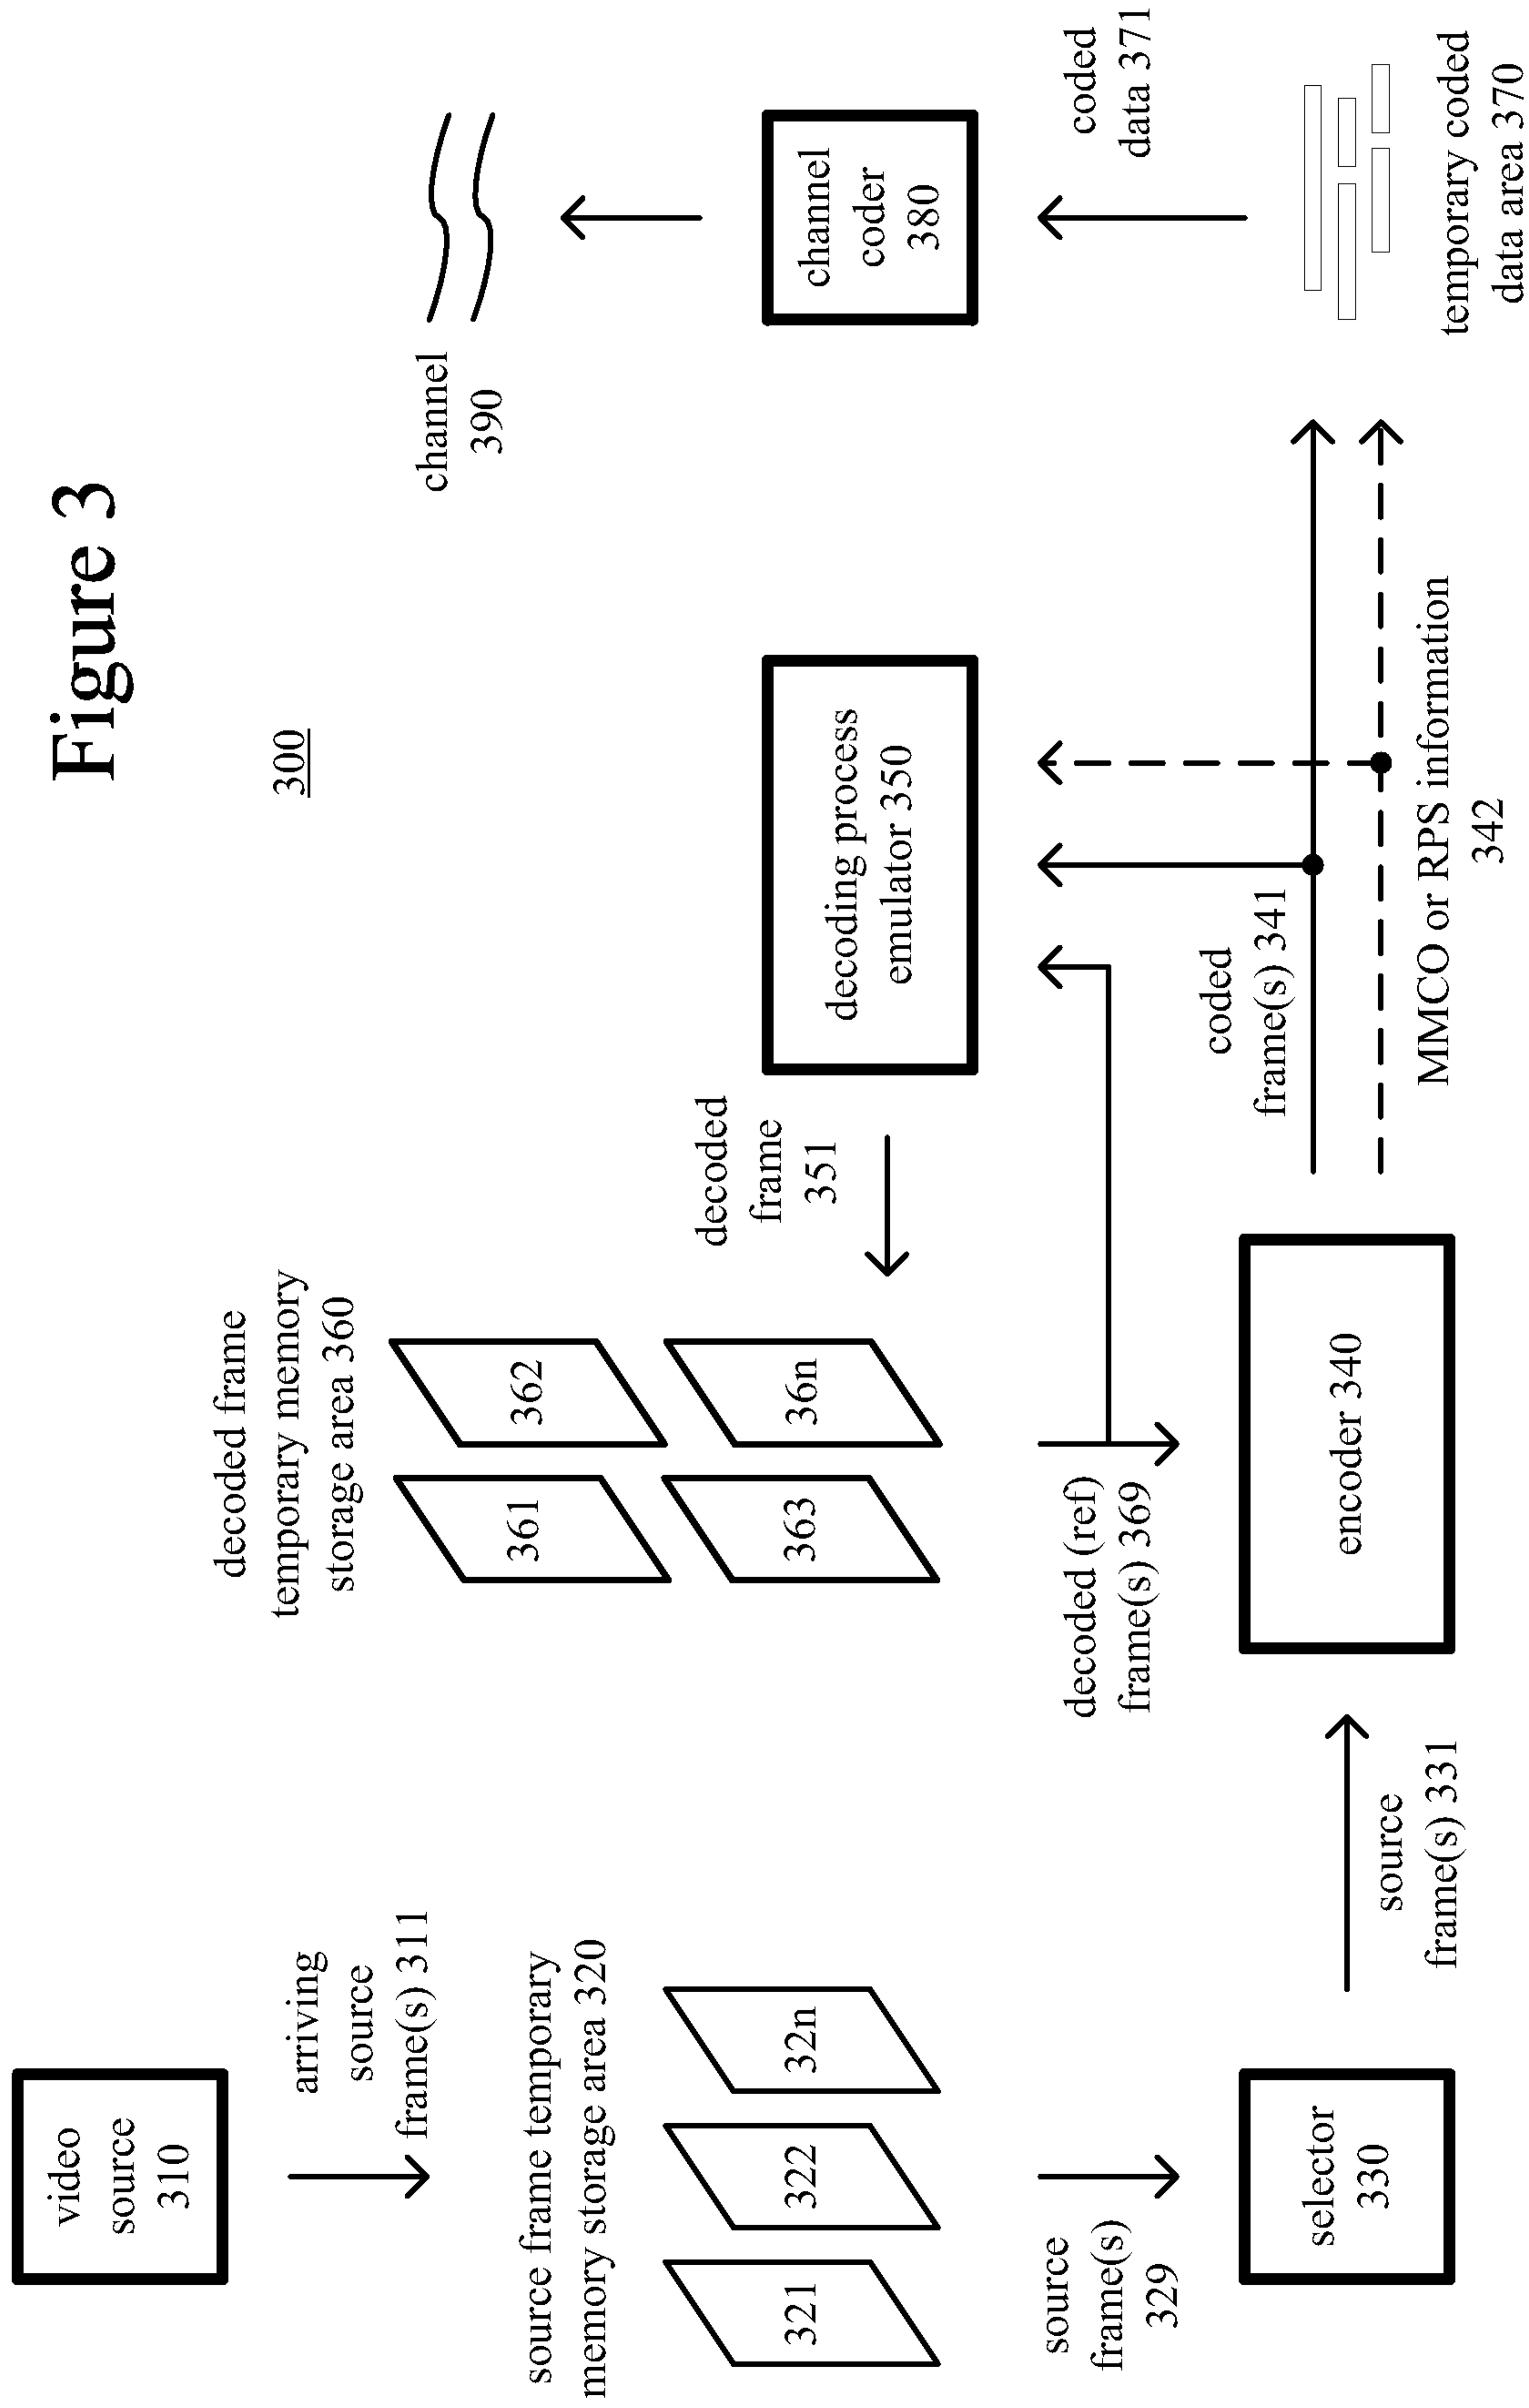 Figure 3
300
video
source
310
arriving
source
frame(s) 311
source frame temporary
memory storage area 320
321
322
32n
source
frame(s)
329
selector
330
source
frame(s) 331
decoded frame
temporary memory
storage area 360
361
362
363
36n
decoded (ref)
frame(s) 369
encoder 340
decoded
frame
351
decoding process
emulator 350
coded
frame(s) 341
MMCO or RPS information
342
channel
390
channel
coder
380
coded
data 371
temporary coded
data area 370